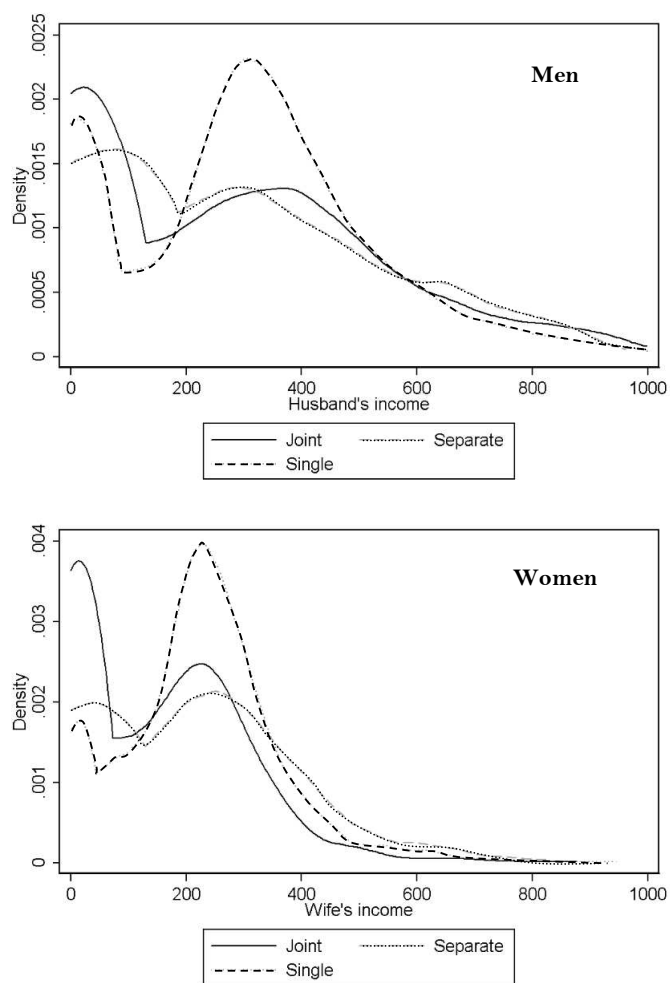 Men
.0025
.002
.0015
.001
.0005
0
Density
0 200 400 600 800 1000
Husband's income
Joint Separate
Single
Women
.004
.003
.002
.001
0
Density
0 200 400 600 800 1000
Wife's income
Joint Separate
Single